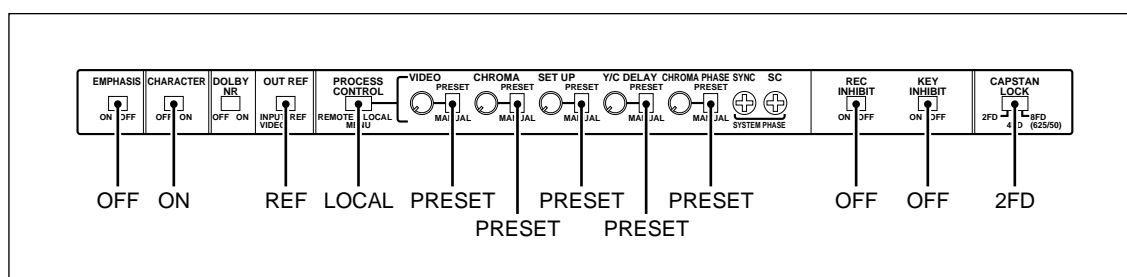 EMPHASIS
ON OFF
CHARACTER
OFF ON
DOLBY
NR
OFF ON
OUT REF
INPUT REF
VIDEO
PROCESS
CONTROL
REMOTE LOCAL
MENU
VIDEO
PRESET
MANUAL
CHROMA
PRESET
MANUAL
SET UP
PRESET
MANUAL
Y/C DELAY
PRESET
MANUAL
CHROMA PHASE
PRESET
MANUAL
SYNC SC
SYSTEM PHASE
REC
INHIBIT
ON OFF
KEY
INHIBIT
ON OFF
CAPSTAN
LOCK
2FD 8FD
4FD (625/50)
OFF ON REF LOCAL PRESET PRESET PRESET OFF OFF 2FD
PRESET PRESET